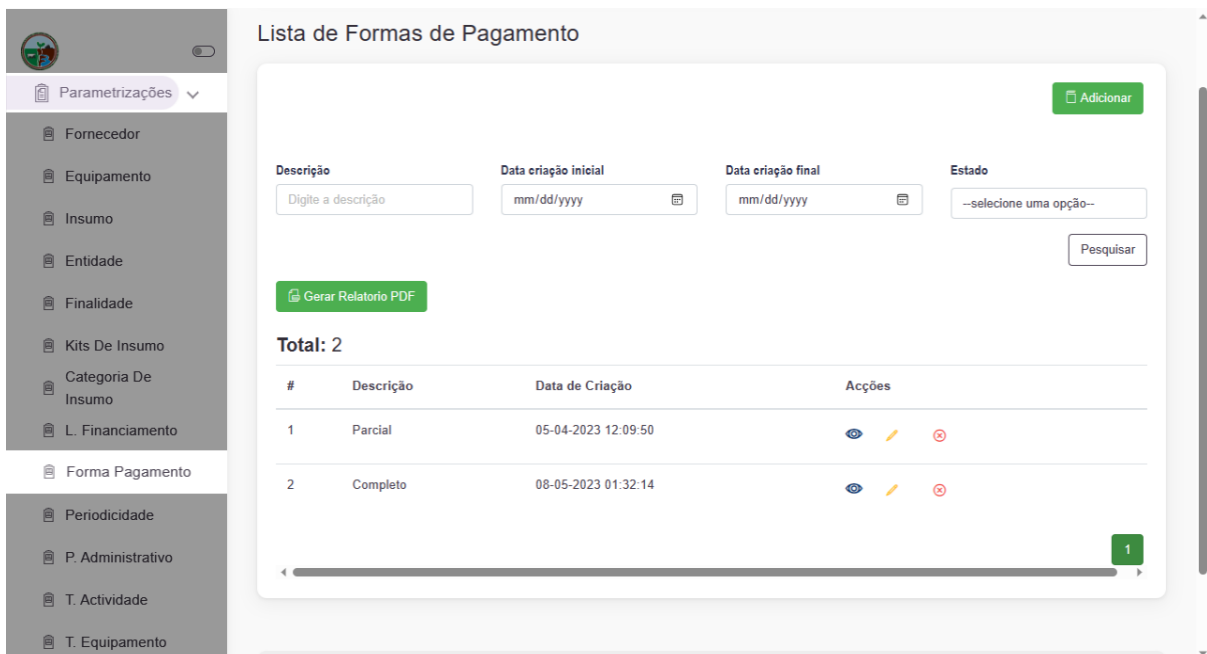 Parametrizações
Fornecedor
Equipamento
Insumo
Entidade
Finalidade
Kits De Insumo
Categoria De
Insumo
L. Financiamento
Forma Pagamento
Periodicidade
P. Administrativo
T. Actividade
T. Equipamento
Lista de Formas de Pagamento
Adicionar
Descrição Data criação inicial Data criação final Estado
Digite a descrição mm/dd/yyyy mm/dd/yyyy --selecione uma opção--
Pesquisar
Gerar Relatorio PDF
Total: 2
# Descrição Data de Criação Acções
1 Parcial 05-04-2023 12:09:50
2 Completo 08-05-2023 01:32:14
1